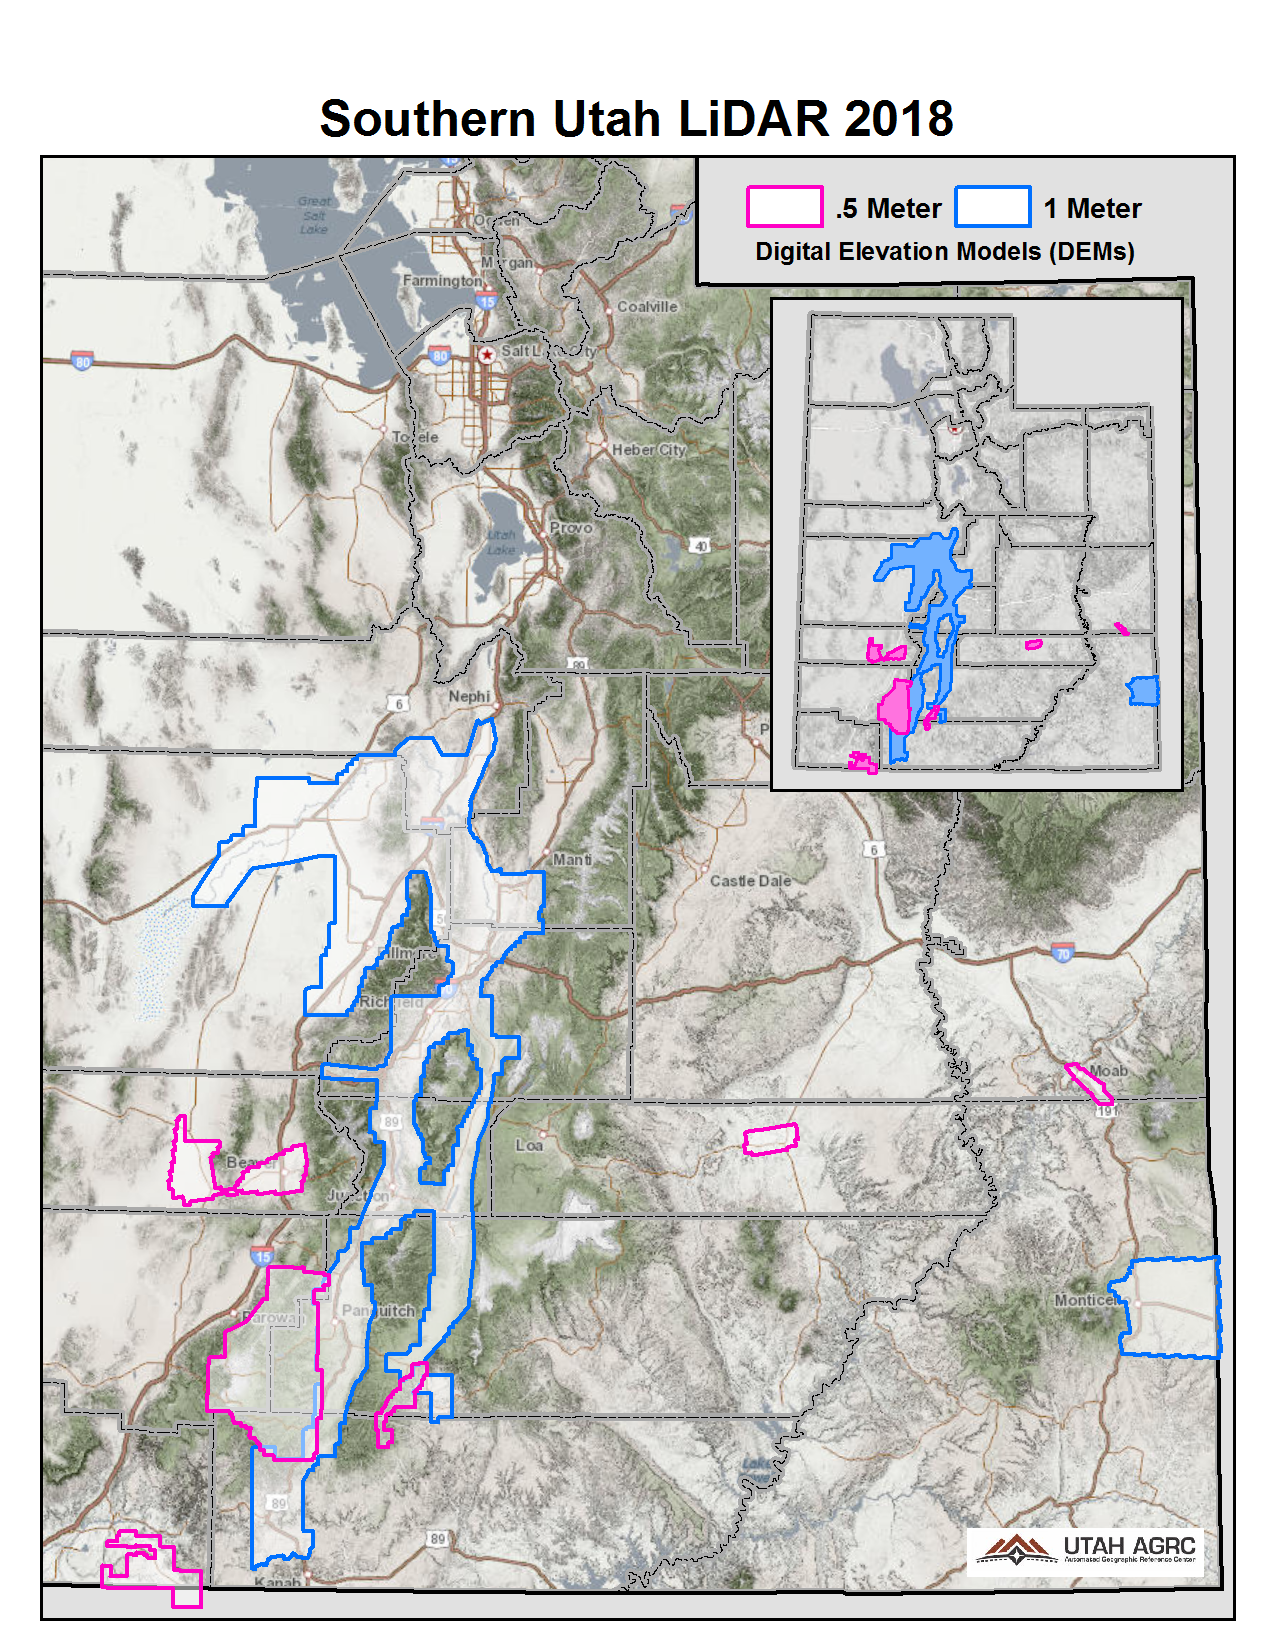 Southern Utah LiDAR 2018
.5 Meter
1 Meter
Digital Elevation Models (DEMs)
15
Great
Salt
Lake
Ogden
Morgan
Farmington
15
Coalville
80
80
Salt Lake City
Tooele
Heber City
Provo
Utah
Lake
40
89
6
Nephi
Manti
6
Castle Dale
Fillmore
70
Richfield
Moab
191
89
Loa
Beaver
Junction
15
Parowan
Panguitch
Monticello
Lake
89
89
Kanab
UTAH AGRC
Automated Geographic Reference Center